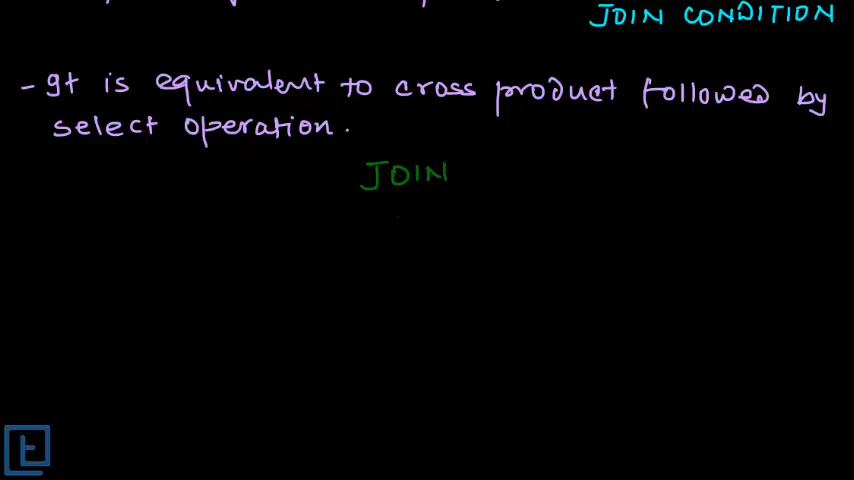 JOIN CONDITION
- It is equivalent to cross product followed by
select operation.
JOIN